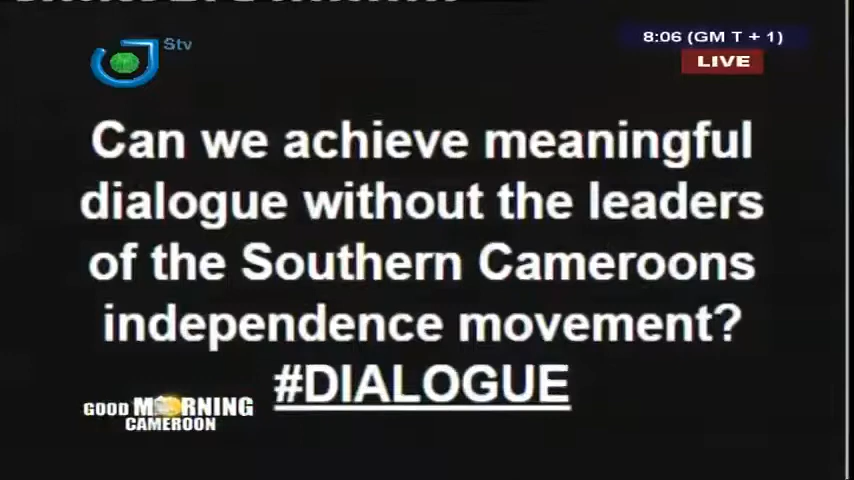 Stv
8:06 (GM T + 1)
LIVE
Can we achieve meaningful
dialogue without the leaders
of the Southern Cameroons
independence movement?
#DIALOGUE
GOOD MORNING
CAMEROON